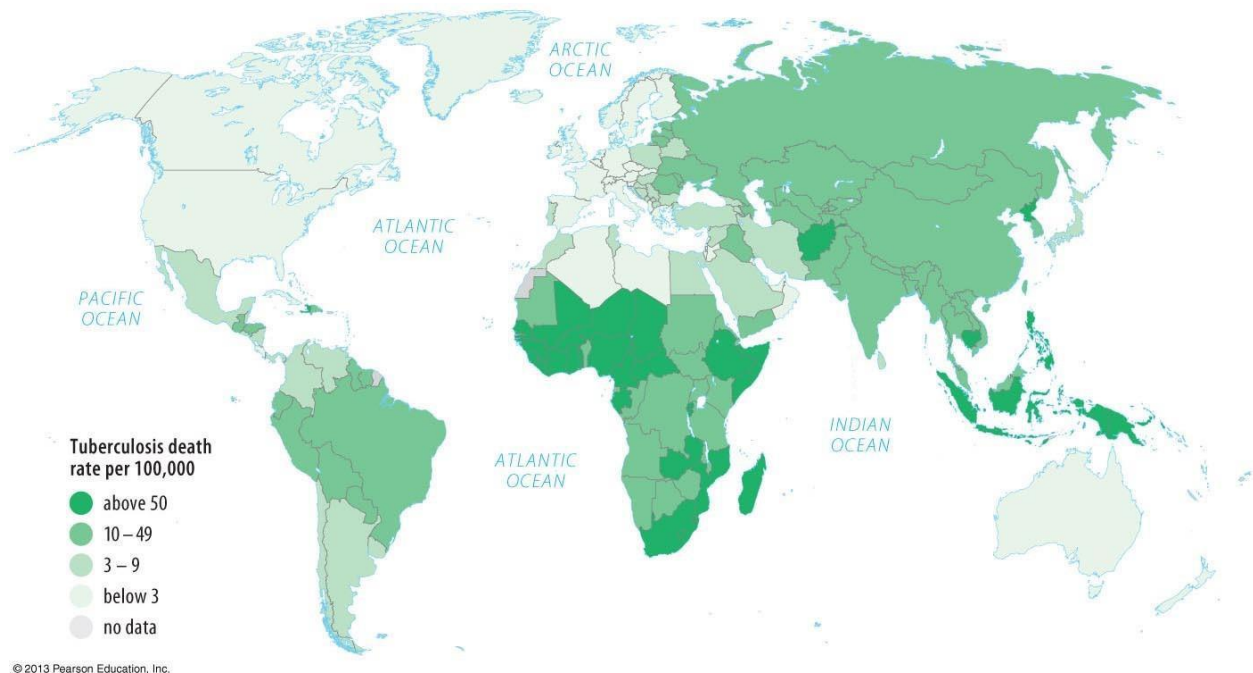 ARCTIC
OCEAN
ATLANTIC
OCEAN
PACIFIC
OCEAN
INDIAN
OCEAN
ATLANTIC
OCEAN
Tuberculosis death
rate per 100,000
above 50
10 – 49
3 – 9
below 3
no data
© 2013 Pearson Education, Inc.